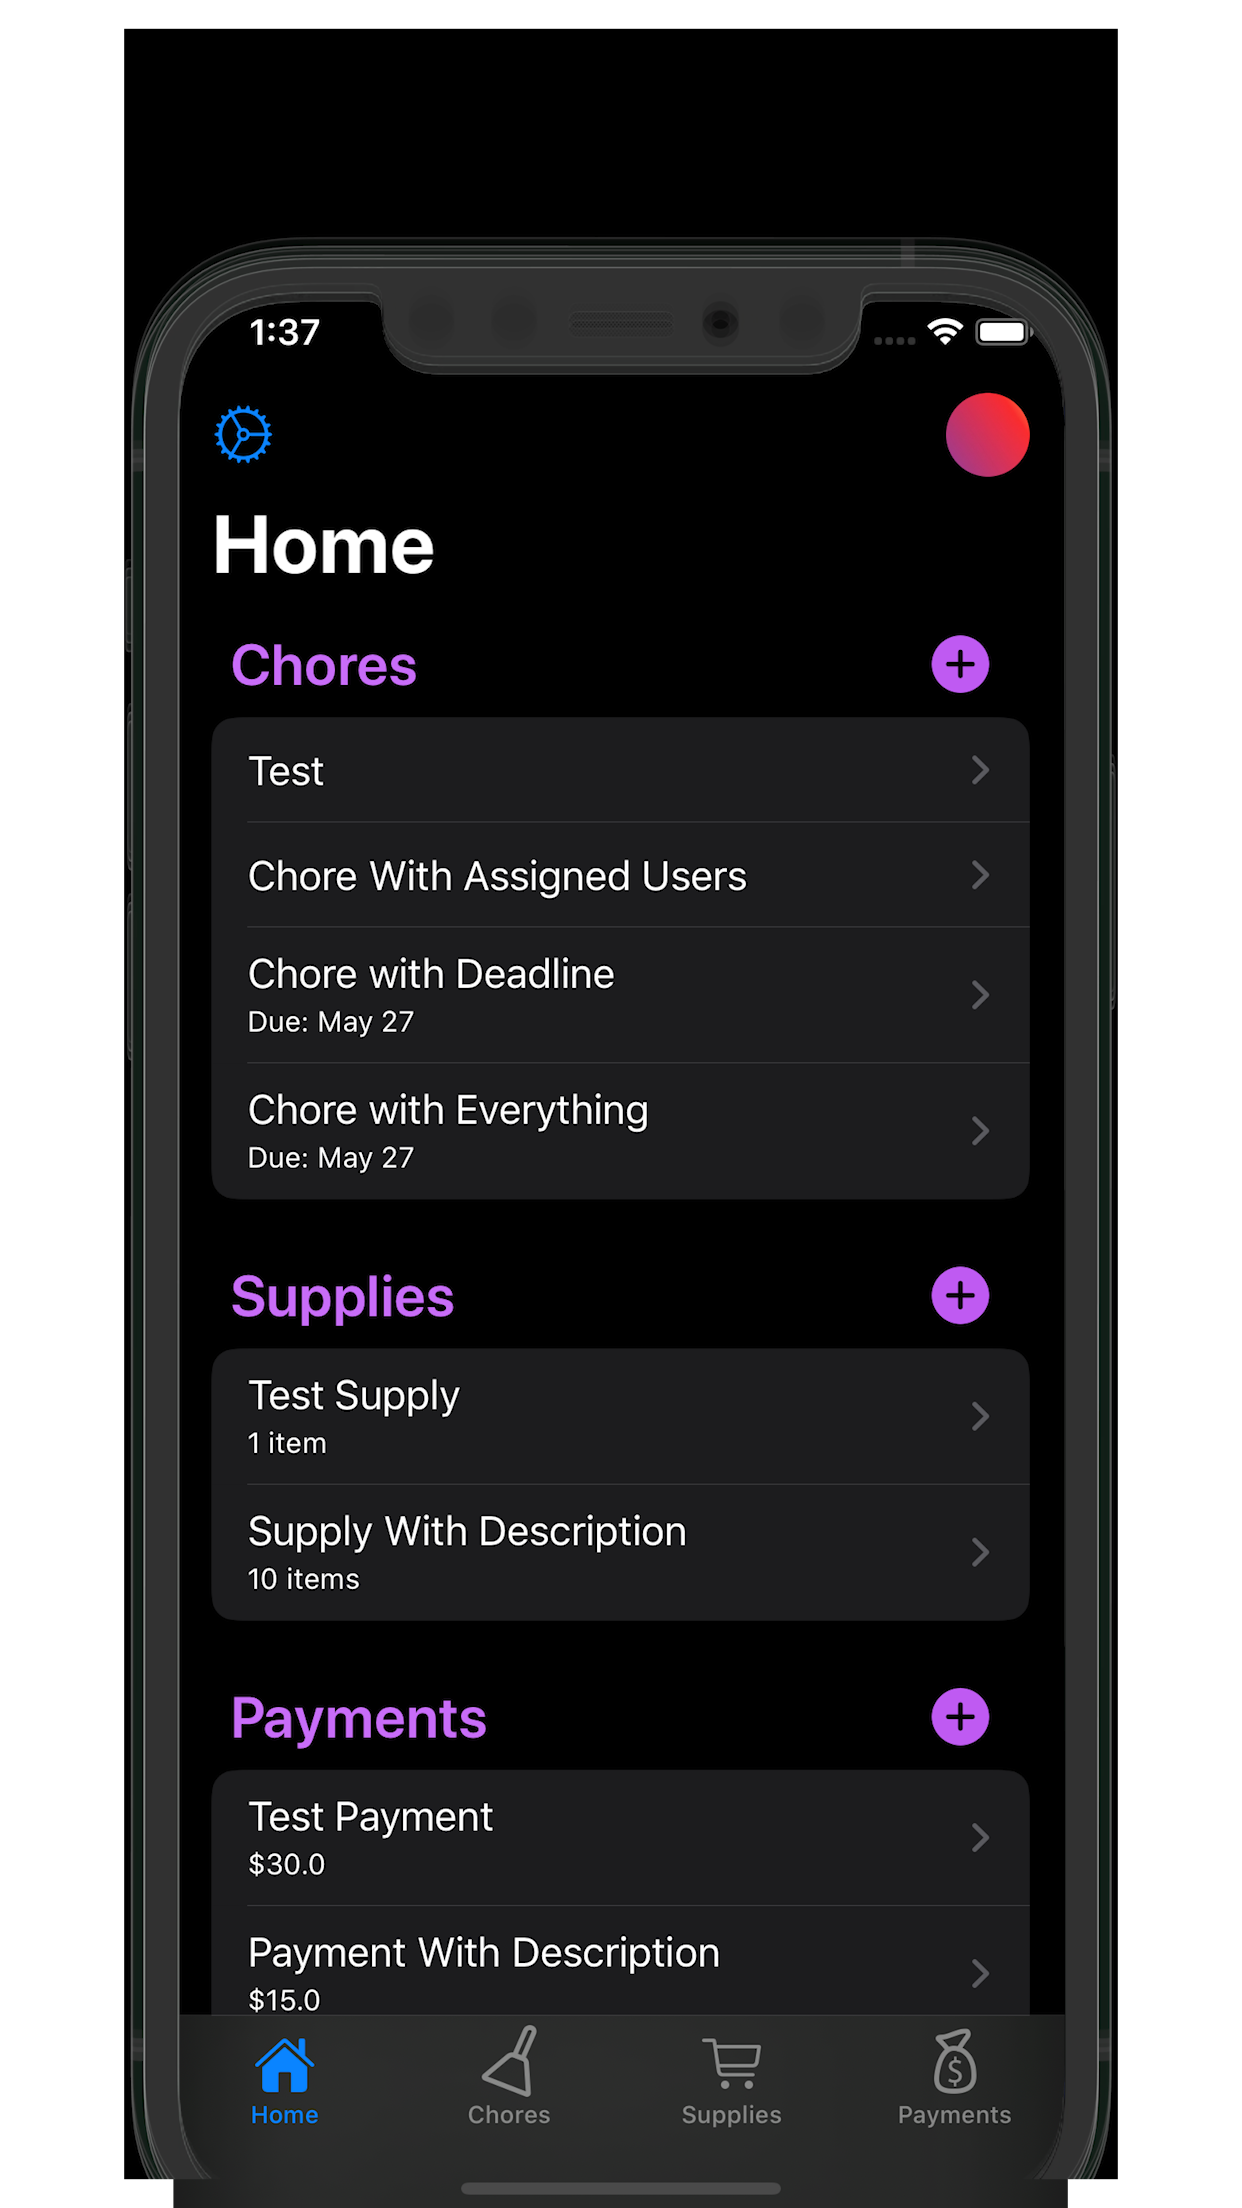 1:37
Home
Chores
Test
Chore With Assigned Users
Chore with Deadline
Due: May 27
Chore with Everything
Due: May 27
Supplies
Test Supply
1 item
Supply With Description
10 items
Payments
Test Payment
$30.0
Payment With Description
$15.0
Home Chores Supplies Payments